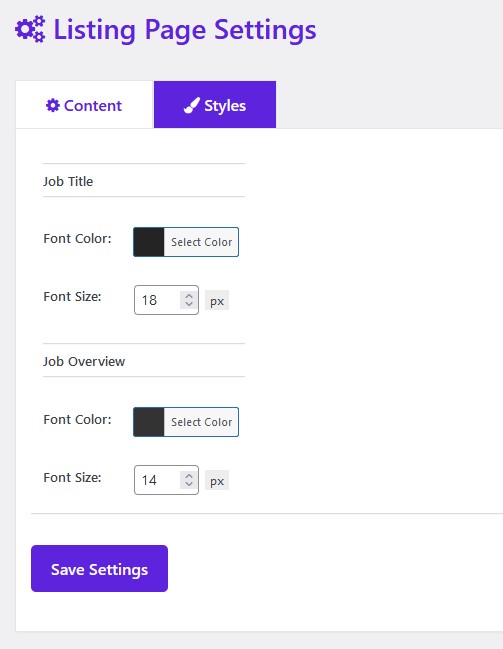 Listing Page Settings
Content
Styles
Job Title
Font Color:
Select Color
Font Size:
18
px
Job Overview
Font Color:
Select Color
Font Size:
14
px
Save Settings